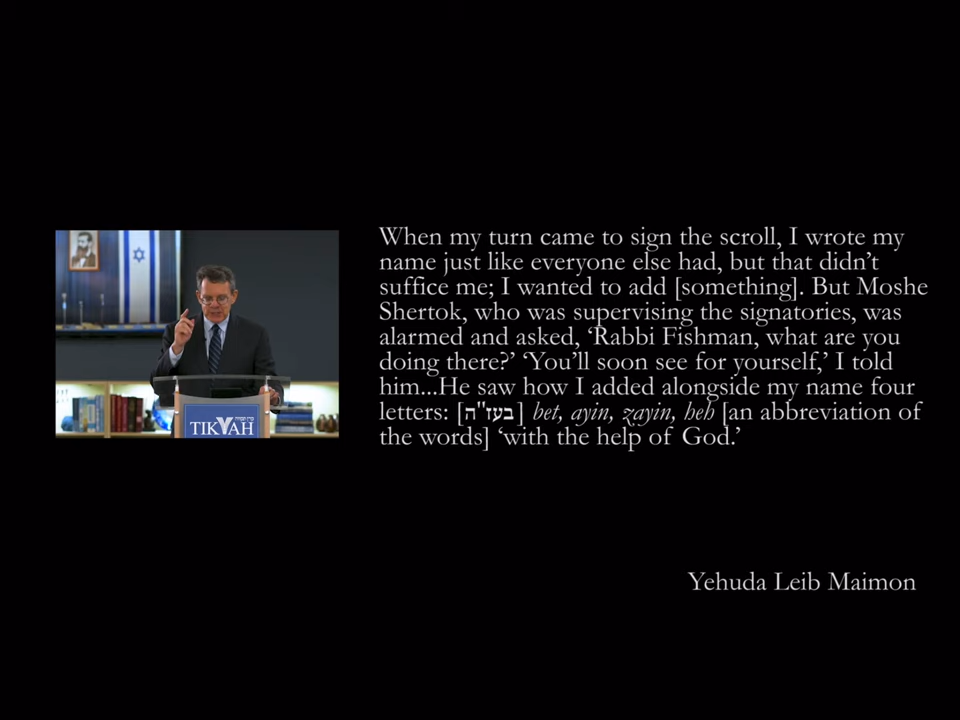 When my turn came to sign the scroll, I wrote my
name just like everyone else had, but that didn’t
suffice me; I wanted to add [something]. But Moshe
Shertok, who was supervising the signatories, was
alarmed and asked, ‘Rabbi Fishman, what are you
doing there?’ ‘You’ll soon see for yourself,’ I told
him...He saw how I added alongside my name four
letters: [בעז"ה] bet, ayin, zayin, heh [an abbreviation of
the words] ‘with the help of God.’
Yehuda Leib Maimon
TIKVAH